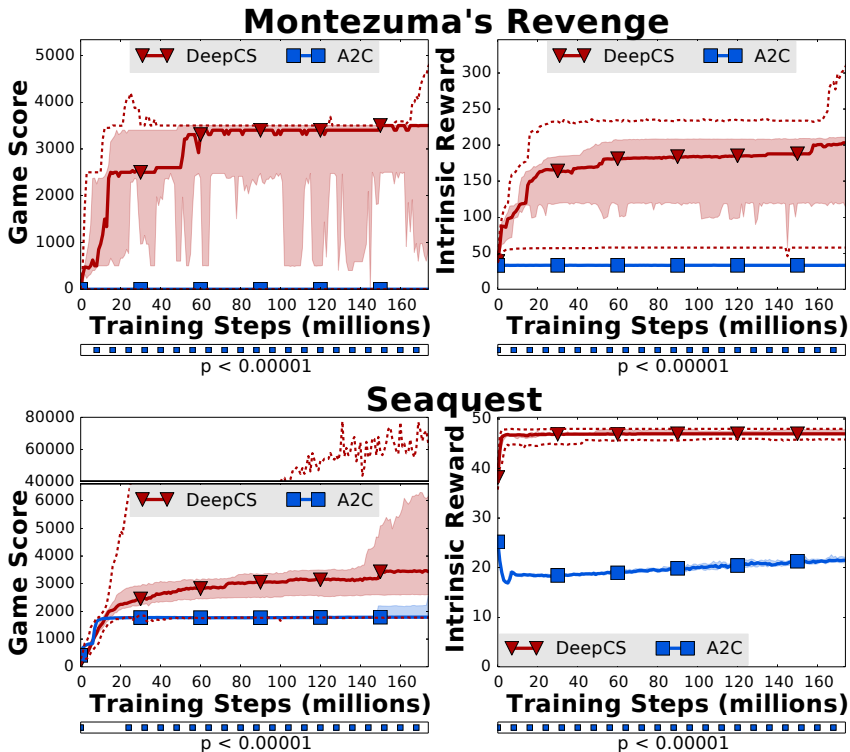 Montezuma's Revenge
Game Score
5000
4000
3000
2000
1000
0
DeepCS A2C
0 20 40 60 80 100 120 140 160
Training Steps (millions)
p < 0.00001
Intrinsic Reward
300
250
200
150
100
50
0
DeepCS A2C
0 20 40 60 80 100 120 140 160
Training Steps (millions)
p < 0.00001
Seaquest
Game Score
80000
60000
40000
6000
5000
4000
3000
2000
1000
0
DeepCS A2C
0 20 40 60 80 100 120 140 160
Training Steps (millions)
p < 0.00001
Intrinsic Reward
50
40
30
20
10
0
DeepCS A2C
0 20 40 60 80 100 120 140 160
Training Steps (millions)
p < 0.00001